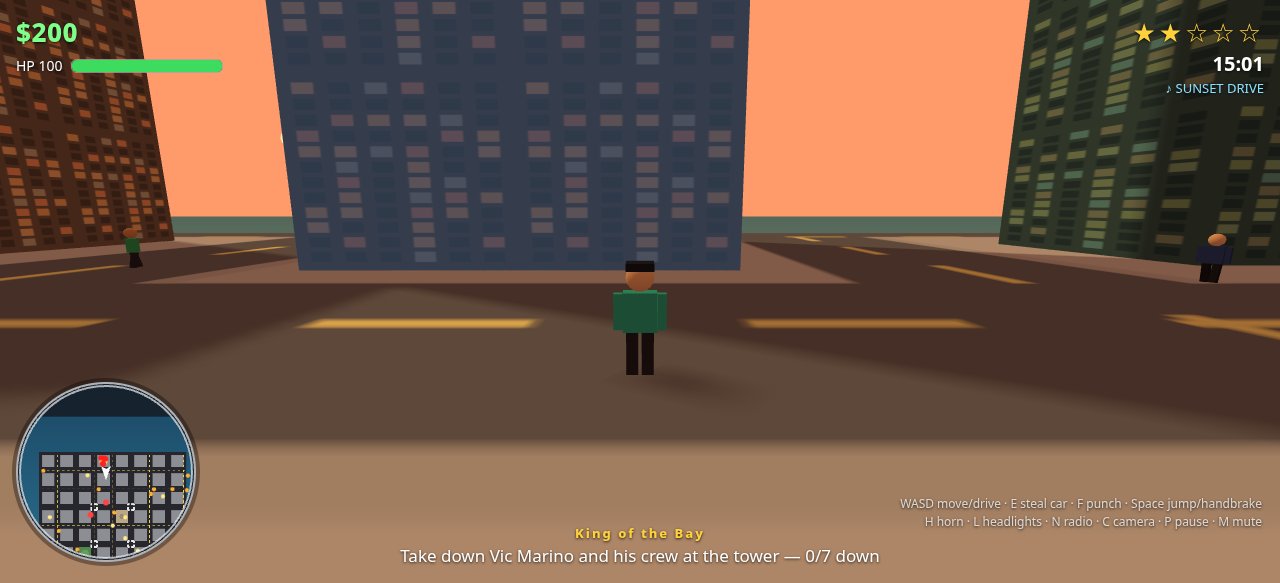 $200
HP 100
★★☆☆☆
15:01
♪ SUNSET DRIVE
WASD move/drive · E steal car · F punch · Space jump/handbrake
H horn · L headlights · N radio · C camera · P pause · M mute
King of the Bay
Take down Vic Marino and his crew at the tower — 0/7 down